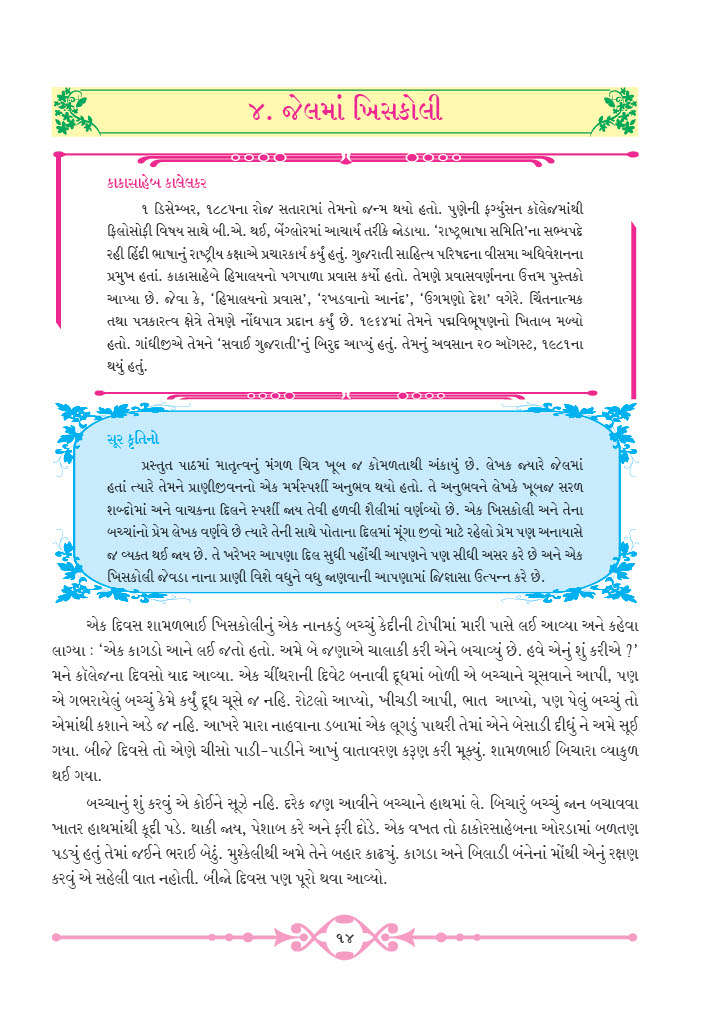 ૪. જેલમાં ખિસકોલી
કાકાસાહેબ કાલેલકર
૧ ડિસેમ્બર, ૧૮૮૫ના રોજ સતારામાં તેમનો જન્મ થયો હતો. પુણેની ફર્ગ્યુસન કૉલેજમાંથી
ફિલોસોફી વિષય સાથે બી.એ. થઈ, બેંગ્લોરમાં આચાર્ય તરીકે જોડાયા. ‘રાષ્ટ્રભાષા સમિતિ’ના સભ્યપદે
રહી હિંદી ભાષાનું રાષ્ટ્રીય કક્ષાએ પ્રચારકાર્ય કર્યું હતું. ગુજરાતી સાહિત્ય પરિષદના વીસમા અધિવેશનના
પ્રમુખ હતાં. કાકાસાહેબે હિમાલયનો પગપાળા પ્રવાસ કર્યો હતો. તેમણે પ્રવાસવર્ણનના ઉત્તમ પુસ્તકો
આપ્યા છે. જેવા કે, ‘હિમાલયનો પ્રવાસ’, ‘રખડવાનો આનંદ’, ‘ઉગમણો દેશ’ વગેરે. ચિંતનાત્મક
તથા પત્રકારત્વ ક્ષેત્રે તેમણે નોંધપાત્ર પ્રદાન કર્યું છે. ૧૯૬૪માં તેમને પદ્મવિભૂષણનો ખિતાબ મળ્યો
હતો. ગાંધીજીએ તેમને ‘સવાઈ ગુજરાતી’નું બિરુદ આપ્યું હતું. તેમનું અવસાન ૨૦ ઑગસ્ટ, ૧૯૮૧ના
થયું હતું.
સૂર કૃતિનો
પ્રસ્તુત પાઠમાં માતૃત્વનું મંગળ ચિત્ર ખૂબ જ કોમળતાથી અંકાયું છે. લેખક જ્યારે જેલમાં
હતાં ત્યારે તેમને પ્રાણીજીવનનો એક મર્મસ્પર્શી અનુભવ થયો હતો. તે અનુભવને લેખકે ખૂબજ સરળ
શબ્દોમાં અને વાચકના દિલને સ્પર્શી જાય તેવી હળવી શૈલીમાં વર્ણવ્યો છે. એક ખિસકોલી અને તેના
બચ્ચાંનો પ્રેમ લેખક વર્ણવે છે ત્યારે તેની સાથે પોતાના દિલમાં મૂંગા જીવો માટે રહેલો પ્રેમ પણ અનાયાસે
જ વ્યક્ત થઈ જાય છે. તે ખરેખર આપણા દિલ સુધી પહોંચી આપણને પણ સીધી અસર કરે છે અને એક
ખિસકોલી જેવડા નાના પ્રાણી વિશે વધુને વધુ જાણવાની આપણામાં જિજ્ઞાસા ઉત્પન્ન કરે છે.
એક દિવસ શામળભાઈ ખિસકોલીનું એક નાનકડું બચ્ચું કેદીની ટોપીમાં મારી પાસે લઈ આવ્યા અને કહેવા
લાગ્યા : ‘એક કાગડો આને લઈ જતો હતો. અમે બે જણાએ ચાલાકી કરી એને બચાવ્યું છે. હવે એનું શું કરીએ ?’
મને કૉલેજના દિવસો યાદ આવ્યા. એક ચીંથરાની દિવેટ બનાવી દૂધમાં બોળી એ બચ્ચાને ચૂસવાને આપી, પણ
એ ગભરાયેલું બચ્ચું કેમે કર્યું દૂધ ચૂસે જ નહિ. રોટલો આપ્યો, ખીચડી આપી, ભાત આપ્યો, પણ પેલું બચ્ચું તો
એમાંથી કશાને અડે જ નહિ. આખરે મારા નાહવાના ડબામાં એક લૂગડું પાથરી તેમાં એને બેસાડી દીધું ને અમે સૂઈ
ગયા. બીજે દિવસે તો એણે ચીસો પાડી–પાડીને આખું વાતાવરણ કરૂણ કરી મૂક્યું. શામળભાઈ બિચારા વ્યાકુળ
થઈ ગયા.
બચ્ચાનું શું કરવું એ કોઈને સૂઝે નહિ. દરેક જણ આવીને બચ્ચાને હાથમાં લે. બિચારું બચ્ચું જાન બચાવવા
ખાતર હાથમાંથી કૂદી પડે. થાકી જાય, પેશાબ કરે અને ફરી દોડે. એક વખત તો ઠાકોરસાહેબના ઓરડામાં બળતણ
પડ્યું હતું તેમાં જઈને ભરાઈ બેઠું. મુશ્કેલીથી અમે તેને બહાર કાઢ્યું. કાગડા અને બિલાડી બંનેનાં મોંથી એનું રક્ષણ
કરવું એ સહેલી વાત નહોતી. બીજો દિવસ પણ પૂરો થવા આવ્યો.
૧૪